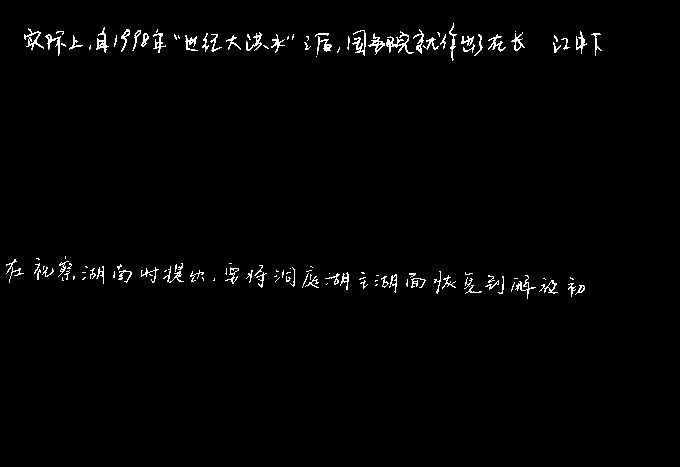 实际上，自1998年“世纪大洪水”之后，国务院就作出了在长 江中下
在视察湖南时提出，要将洞庭湖主湖面恢复到解放初